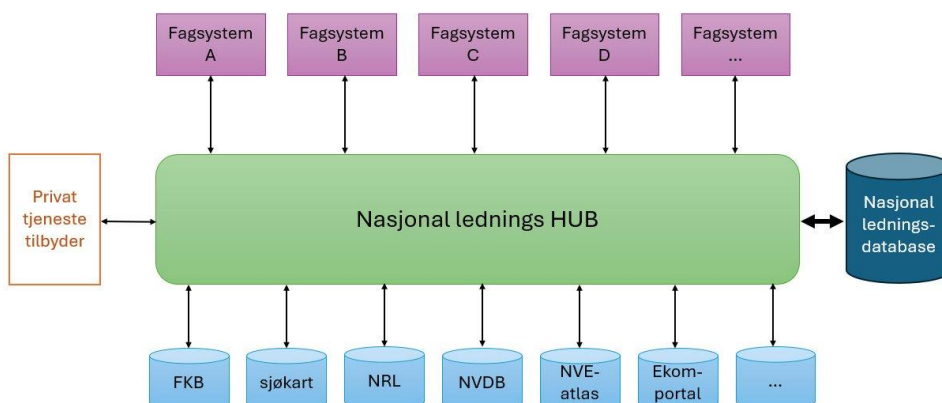 Fagsystem
A
Fagsystem
B
Fagsystem
C
Fagsystem
D
Fagsystem
...
Privat
tjeneste
tilbyder
Nasjonal lednings HUB
Nasjonal
lednings-
database
FKB
sjøkart
NRL
NVDB
NVE-
atlas
Ekom-
portal
...